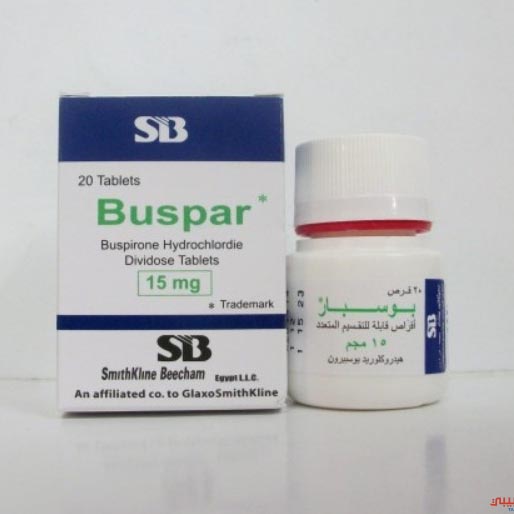 SB
20 Tablets
Buspar*
Buspirone Hydrochlordie
Dividose Tablets
15 mg
* Trademark
SB
SmithKline Beecham Egypt L.L.C.
An affiliated co. to GlaxoSmithKline
٢٠ قرص
بوسبار
أقراص قابلة للتقسيم المتعدد
١٥ مجم
هيدروكلوريد بوسبيرون
SB